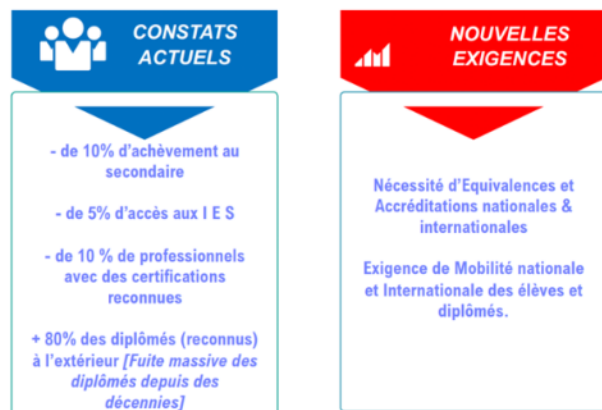 CONSTATS
ACTUELS
- de 10% d'achèvement au
secondaire
- de 5% d'accès aux I E S
- de 10 % de professionnels
avec des certifications
reconnues
+ 80% des diplômés (reconnus)
à l'extérieur [Fuite massive des
diplômés depuis des
décennies]
NOUVELLES
EXIGENCES
Nécessité d'Equivalences et
Accréditations nationales &
internationales
Exigence de Mobilité nationale
et Internationale des élèves et
diplômés.